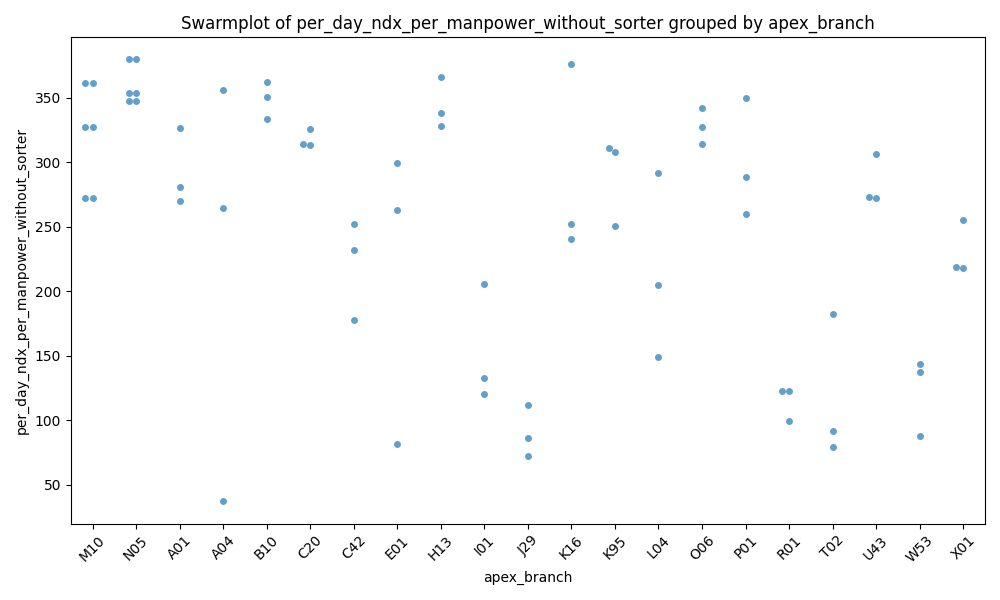 Swarmplot of per_day_ndx_per_manpower_without_sorter grouped by apex_branch
per_day_ndx_per_manpower_without_sorter
350
300
250
200
150
100
50
M10 N05 A01 A04 B10 C20 C42 E01 H13 I01 J29 K16 K95 L04 O06 P01 R01 T02 U43 W53 X01
apex_branch